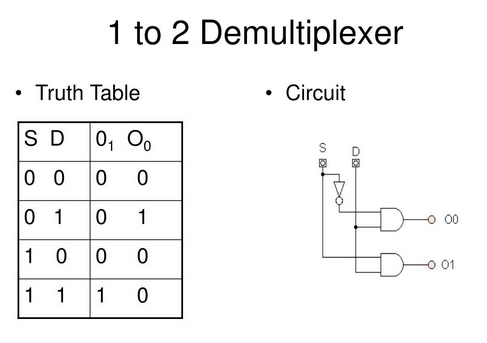 1 to 2 Demultiplexer
• Truth Table
S D 0₁ O₀
0 0 0 0
0 1 0 1
1 0 0 0
1 1 1 0
• Circuit
S D
O0
O1